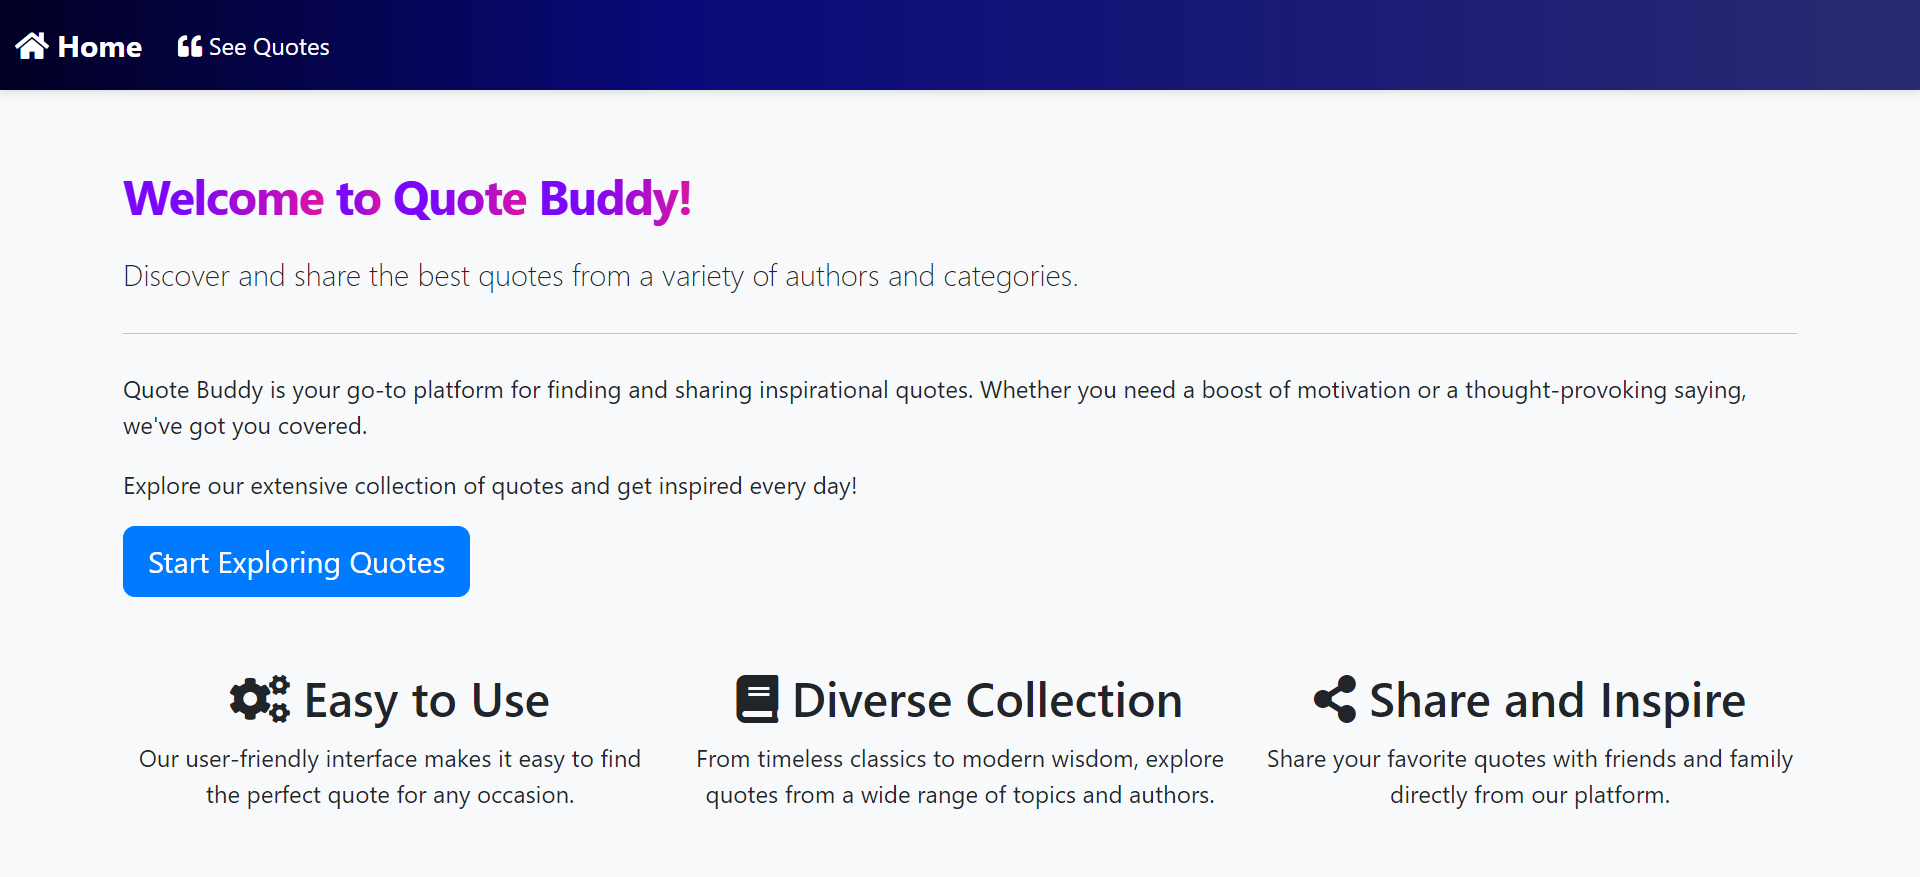 Home
See Quotes
Welcome to Quote Buddy!
Discover and share the best quotes from a variety of authors and categories.
Quote Buddy is your go-to platform for finding and sharing inspirational quotes. Whether you need a boost of motivation or a thought-provoking saying,
we've got you covered.
Explore our extensive collection of quotes and get inspired every day!
Start Exploring Quotes
Easy to Use
Our user-friendly interface makes it easy to find
the perfect quote for any occasion.
Diverse Collection
From timeless classics to modern wisdom, explore
quotes from a wide range of topics and authors.
Share and Inspire
Share your favorite quotes with friends and family
directly from our platform.